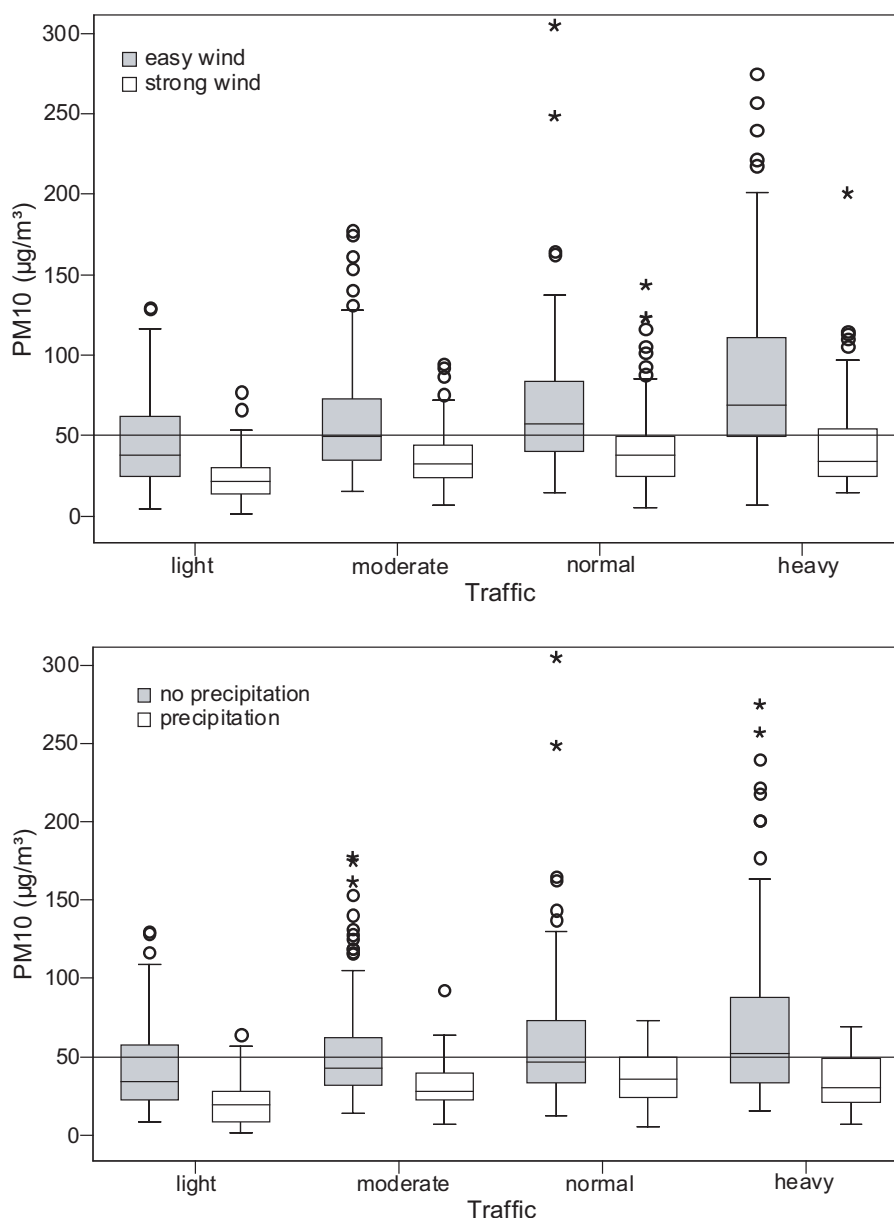 300
250
200
150
100
50
0
PM10 (µg/m³)
easy wind
strong wind
light moderate normal heavy
Traffic
300
250
200
150
100
50
0
PM10 (µg/m³)
no precipitation
precipitation
light moderate normal heavy
Traffic